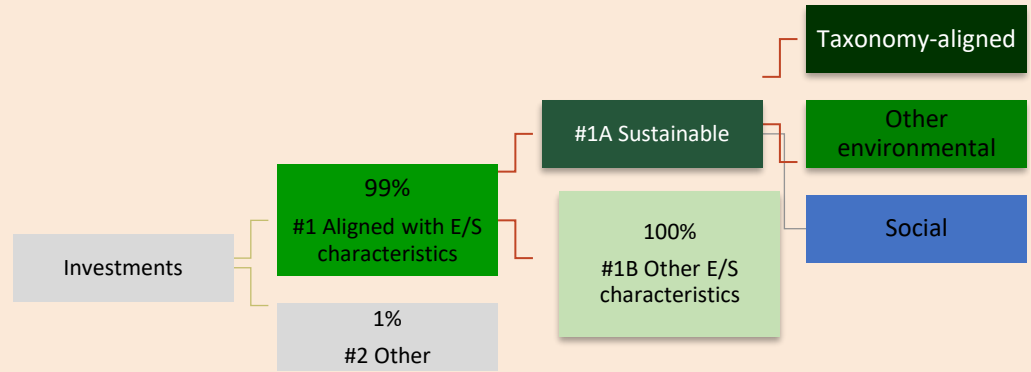 Taxonomy-aligned
#1A Sustainable
Other
environmental
99%
#1 Aligned with E/S
characteristics
Social
100%
#1B Other E/S
characteristics
Investments
1%
#2 Other